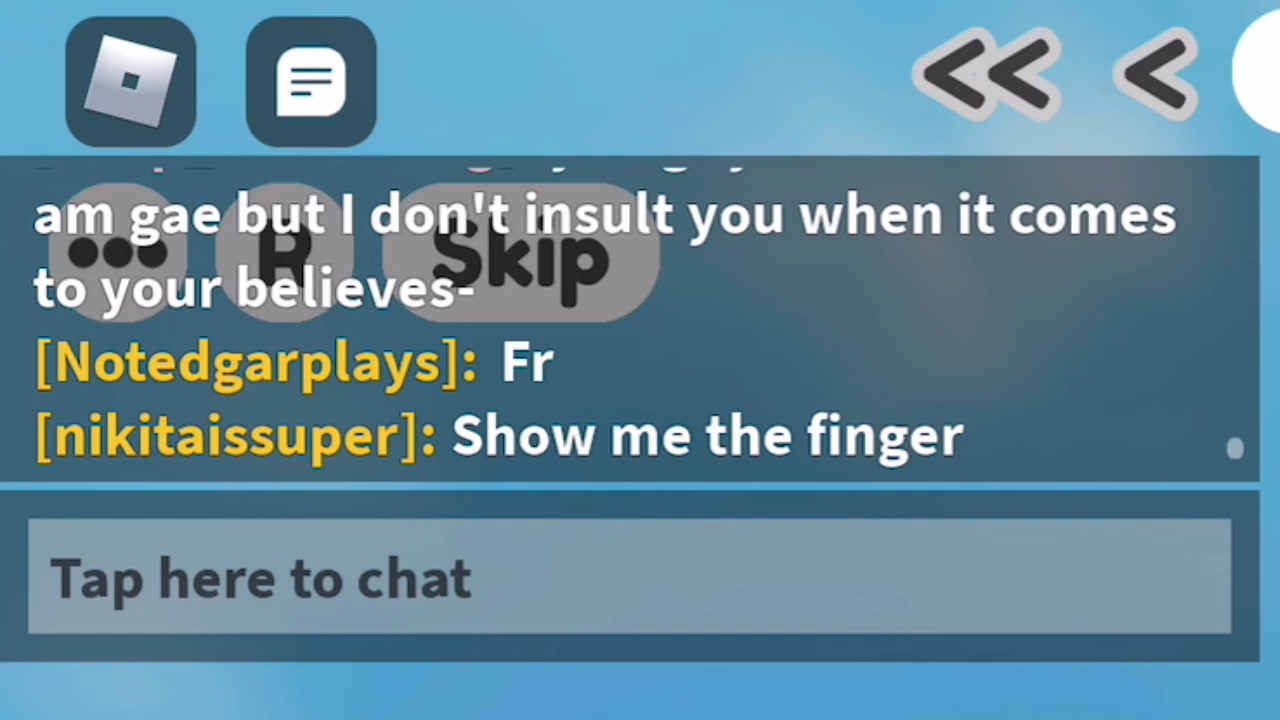 am gae but I don't insult you when it comes
to your believes-
R Skip
[Notedgarplays]: Fr
[nikitaissuper]: Show me the finger
Tap here to chat